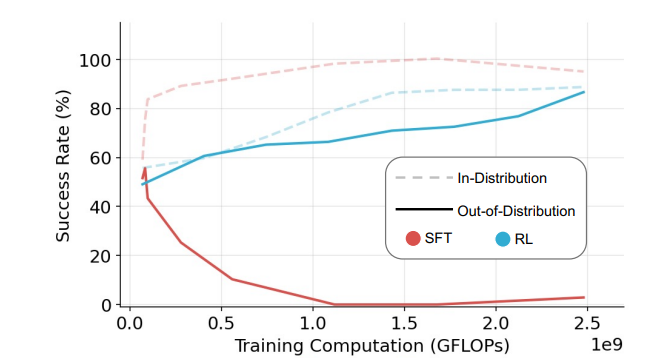 Success Rate (%)
100
80
60
40
20
0
In-Distribution
Out-of-Distribution
SFT RL
0.0 0.5 1.0 1.5 2.0 2.5
1e9
Training Computation (GFLOPs)